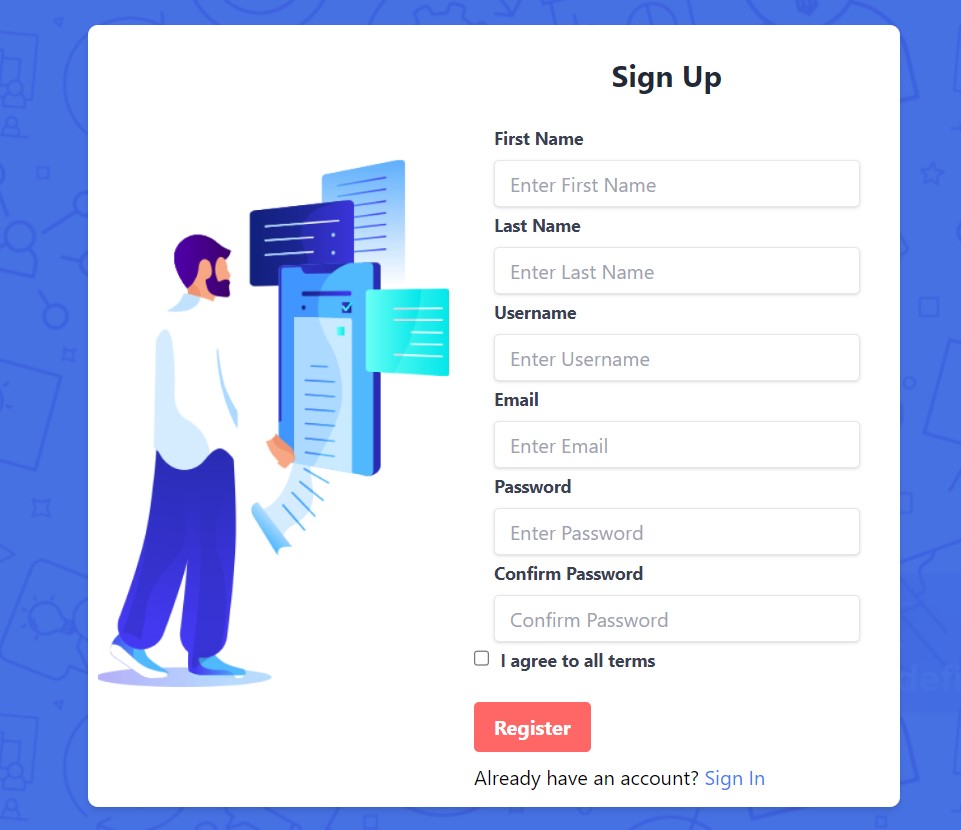 Sign Up
First Name
Enter First Name
Last Name
Enter Last Name
Username
Enter Username
Email
Enter Email
Password
Enter Password
Confirm Password
Confirm Password
I agree to all terms
Register
Already have an account? Sign In